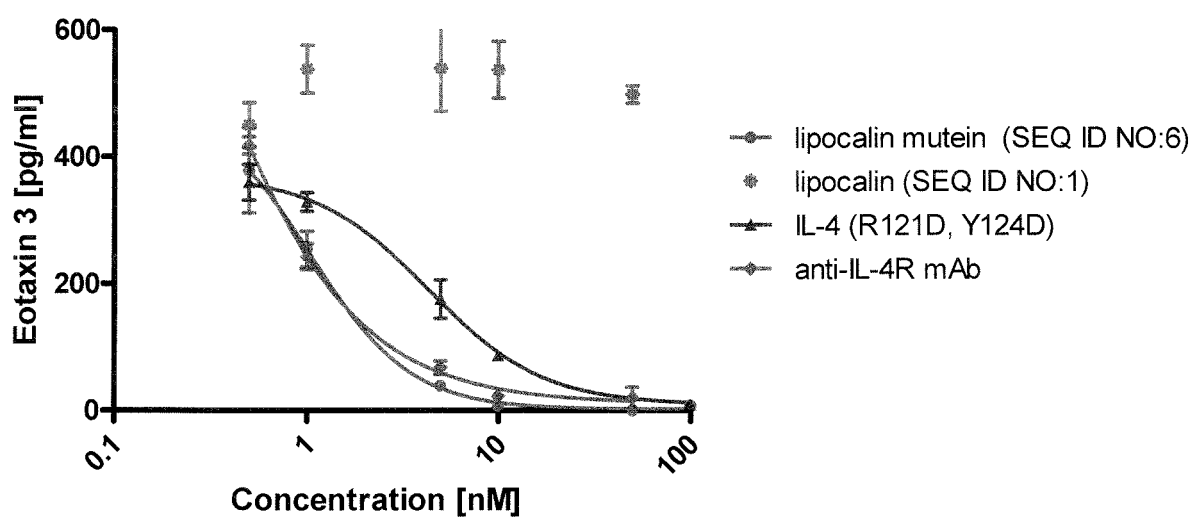 600
400
200
0
Eotaxin 3 [pg/ml]
0.1
1
10
100
Concentration [nM]
lipocalin mutein (SEQ ID NO:6)
lipocalin (SEQ ID NO:1)
IL-4 (R121D, Y124D)
anti-IL-4R mAb